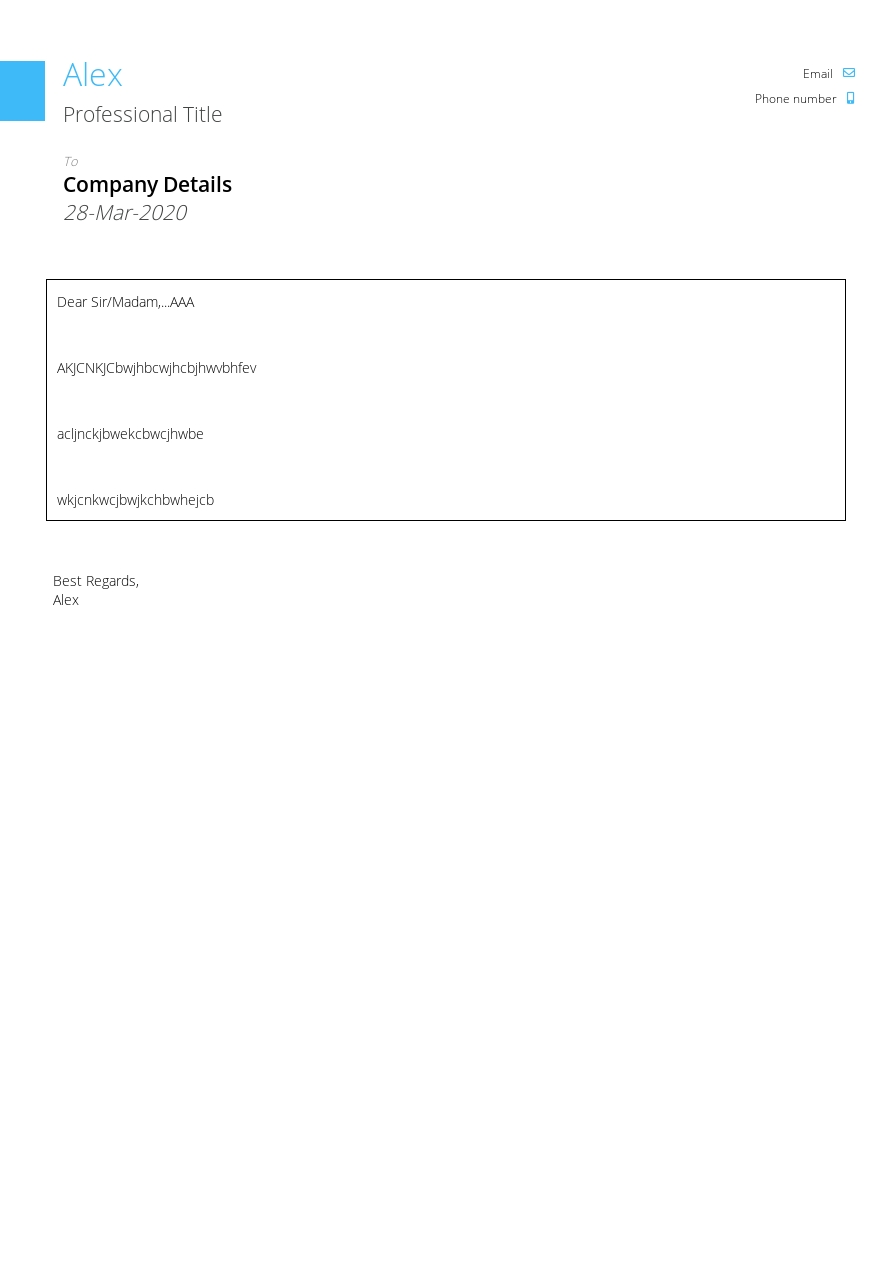 Alex
Professional Title
Email
Phone number
To
Company Details
28-Mar-2020
Dear Sir/Madam,...AAA
AKJCNKJCbwjhbcwjhcbjhwvbhfev
acljnckjbwekcbwcjhwbe
wkjcnkwcjbwjkchbwhejcb
Best Regards,
Alex